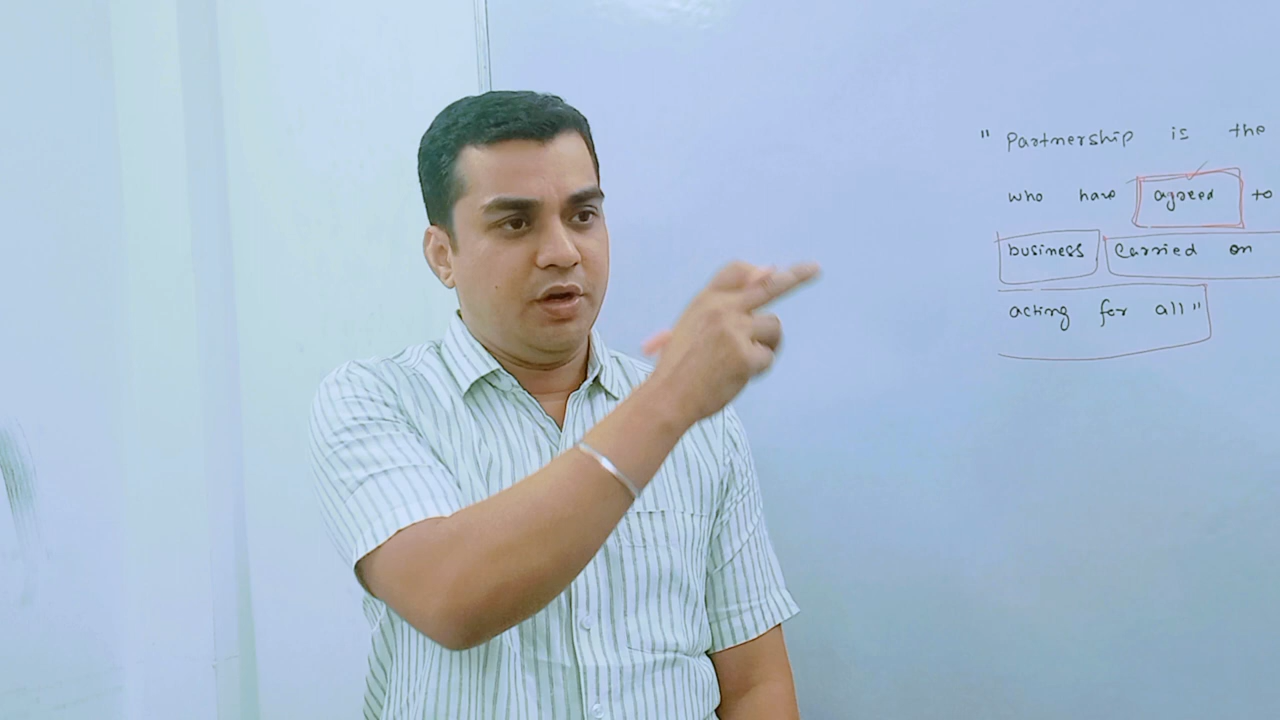 " Partnership is the
who have agreed to
business carried on
acting for all "